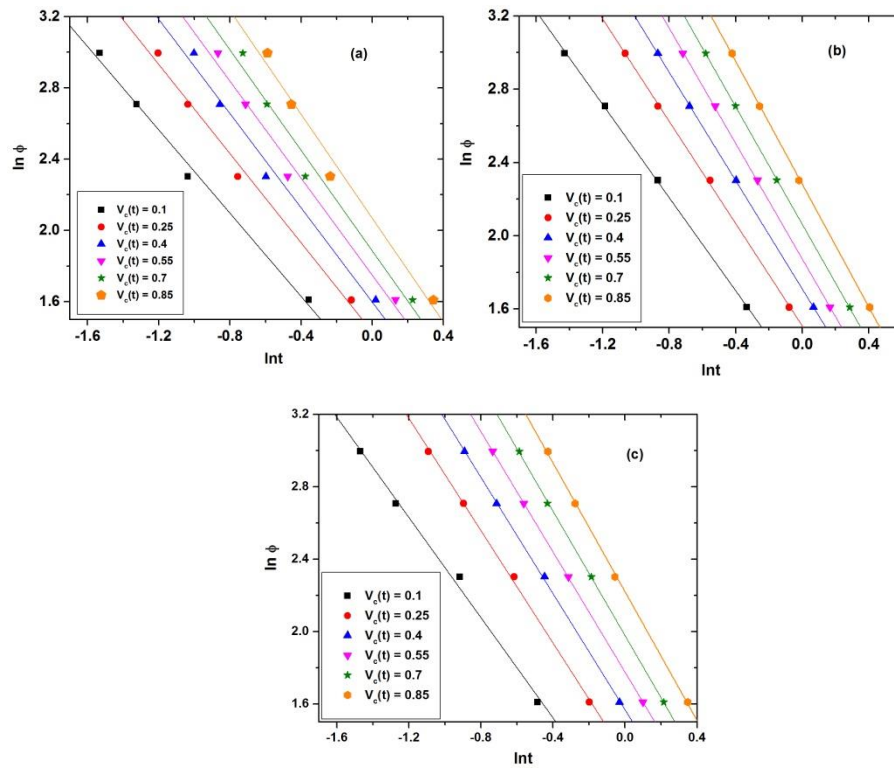 3.2
2.8
2.4
2.0
1.6
ln ϕ
(a)
V_c(t) = 0.1
V_c(t) = 0.25
V_c(t) = 0.4
V_c(t) = 0.55
V_c(t) = 0.7
V_c(t) = 0.85
-1.6 -1.2 -0.8 -0.4 0.0 0.4
lnt
3.2
2.8
2.4
2.0
1.6
ln ϕ
(b)
V_c(t) = 0.1
V_c(t) = 0.25
V_c(t) = 0.4
V_c(t) = 0.55
V_c(t) = 0.7
V_c(t) = 0.85
-1.6 -1.2 -0.8 -0.4 0.0 0.4
lnt
3.2
2.8
2.4
2.0
1.6
ln ϕ
(c)
V_c(t) = 0.1
V_c(t) = 0.25
V_c(t) = 0.4
V_c(t) = 0.55
V_c(t) = 0.7
V_c(t) = 0.85
-1.6 -1.2 -0.8 -0.4 0.0 0.4
lnt